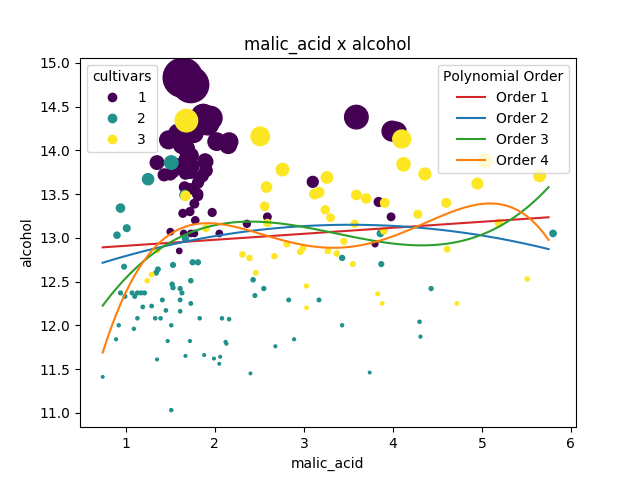 malic_acid x alcohol
cultivars
1
2
3
Polynomial Order
Order 1
Order 2
Order 3
Order 4
15.0
14.5
14.0
13.5
13.0
12.5
12.0
11.5
11.0
alcohol
1 2 3 4 5 6
malic_acid